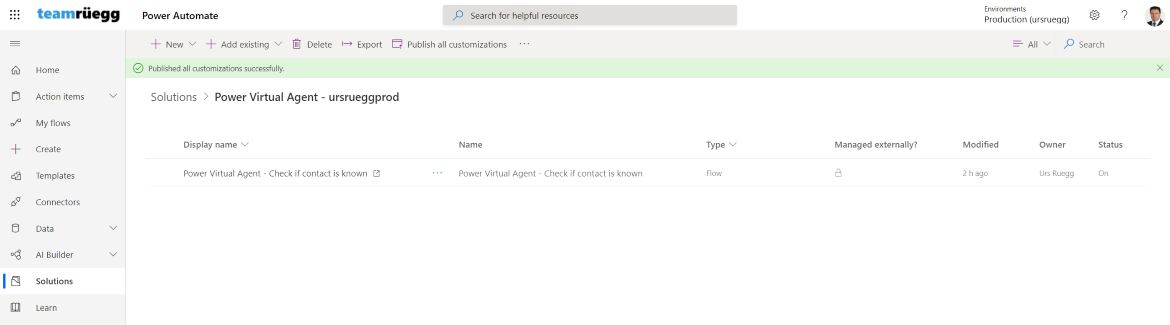 teamrüegg Power Automate Search for helpful resources Environments
Production (ursruegg) ?
New Add existing Delete Export Publish all customizations ··· All Search
Published all customizations successfully.
Home
Action items
My flows
Create
Templates
Connectors
Data
AI Builder
Solutions
Learn
Solutions > Power Virtual Agent - ursrueggprod
Display name Name Type Managed externally? Modified Owner Status
Power Virtual Agent - Check if contact is known ··· Power Virtual Agent - Check if contact is known Flow 2 h ago Urs Ruegg On